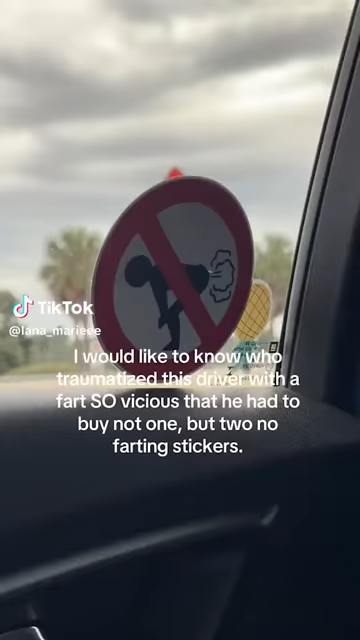 TikTok
@lana_marieee
I would like to know who
traumatized this driver with a
fart SO vicious that he had to
buy not one, but two no
farting stickers.